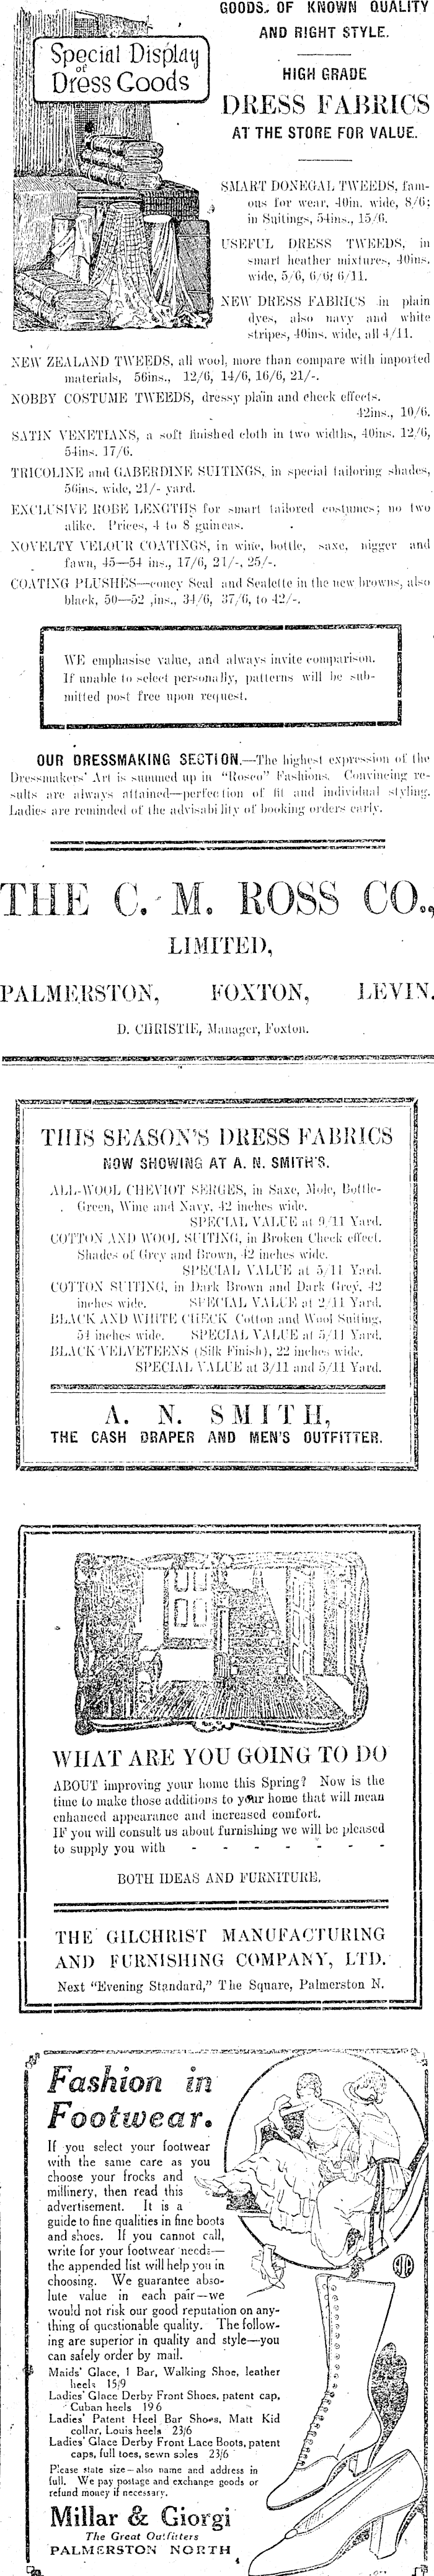 Special Display
of
Dress Goods
GOODS. OF KNOWN QUALITY
AND RIGHT STYLE.
HIGH GRADE
DRESS FABRICS
AT THE STORE FOR VALUE.
SMART DONEGAL TWEEDS, fam-
ous for wear, 40in. wide, 8/6;
in Suitings, 54ins., 15/6.
USEFUL DRESS TWEEDS, in
smart heather mixtures, 40ins.
wide, 5/6, 6/6; 6/11.
NEW DRESS FABRICS in plain
dyes, also navy and white
stripes, 40ins. wide, all 4/11.
NEW ZEALAND TWEEDS, all wool, more than compare with imported
materials, 56ins., 12/6, 14/6, 16/6, 21/-.
NOBBY COSTUME TWEEDS, dressy plain and check effects.
42ins., 10/6.
SATIN VENETIANS, a soft finished cloth in two widths, 40ins. 12/6,
54ins. 17/6.
TRICOLINE and GABERDINE SUITINGS, in special tailoring shades,
56ins. wide, 21/- yard.
EXCLUSIVE ROBE LENGTHS for smart tailored costumes; no two
alike. Prices, 4 to 8 guineas.
NOVELTY VELOUR COATINGS, in wine, bottle, saxe, nigger and
fawn, 45—54 ins., 17/6, 21/-, 25/-.
COATING PLUSHES—coney Seal and Sealette in the new browns, also
black, 50—52 ,ins., 34/6, 37/6, to 42/-.
WE emphasise value, and always invite comparison.
If unable to select personally, patterns will be sub-
mitted post free upon request.
OUR DRESSMAKING SECTION.—The highest expression of the
Dressmakers' Art is summed up in "Rosco" Fashions. Convincing re-
sults are always attained—perfection of fit and individual styling.
Ladies are reminded of the advisability of booking orders early.
THE C. M. ROSS CO.,
LIMITED,
PALMERSTON, FOXTON, LEVIN.
D. CHRISTIE, Manager, Foxton.
THIS SEASON'S DRESS FABRICS
NOW SHOWING AT A. N. SMITH'S.
ALL-WOOL CHEVIOT SERGES, in Saxe, Mole, Bottle-
Green, Wine and Navy, 42 inches wide.
SPECIAL VALUE at 9/11 Yard.
COTTON AND WOOL SUITING, in Broken Check effect.
Shades of Grey and Brown, 42 inches wide.
SPECIAL VALUE at 5/11 Yard.
COTTON SUITING, in Dark Brown and Dark Grey, 42
inches wide. SPECIAL VALUE at 2/11 Yard.
BLACK AND WHITE CHECK Cotton and Wool Suiting,
54 inches wide. SPECIAL VALUE at 5/11 Yard.
BLACK VELVETEENS (Silk Finish), 22 inches wide.
SPECIAL VALUE at 3/11 and 5/11 Yard.
A. N. SMITH,
THE CASH DRAPER AND MEN'S OUTFITTER.
WHAT ARE YOU GOING TO DO
ABOUT improving your home this Spring? Now is the
time to make those additions to your home that will mean
enhanced appearance and increased comfort.
IF you will consult us about furnishing we will be pleased
to supply you with - - - - - - -
BOTH IDEAS AND FURNITURE.
THE GILCHRIST MANUFACTURING
AND FURNISHING COMPANY, LTD.
Next "Evening Standard," The Square, Palmerston N.
Fashion in
Footwear.
If you select your footwear
with the same care as you
choose your frocks and
millinery, then read this
advertisement. It is a
guide to fine qualities in fine boots
and shoes. If you cannot call,
write for your footwear needs—
the appended list will help you in
choosing. We guarantee abso-
lute value in each pair—we
would not risk our good reputation on any-
thing of questionable quality. The follow-
ing are superior in quality and style—you
can safely order by mail.
Maids' Glace, 1 Bar, Walking Shoe, leather
heels 15/9
Ladies' Glace Derby Front Shoes, patent cap,
Cuban heels 19 6
Ladies' Patent Heel Bar Shoes, Matt Kid
collar, Louis heels 23/6
Ladies' Glace Derby Front Lace Boots, patent
caps, full toes, sewn soles 23/6
Please state size—also name and address in
full. We pay postage and exchange goods or
refund money if necessary.
Millar & Giorgi
The Great Outfitters
PALMERSTON NORTH